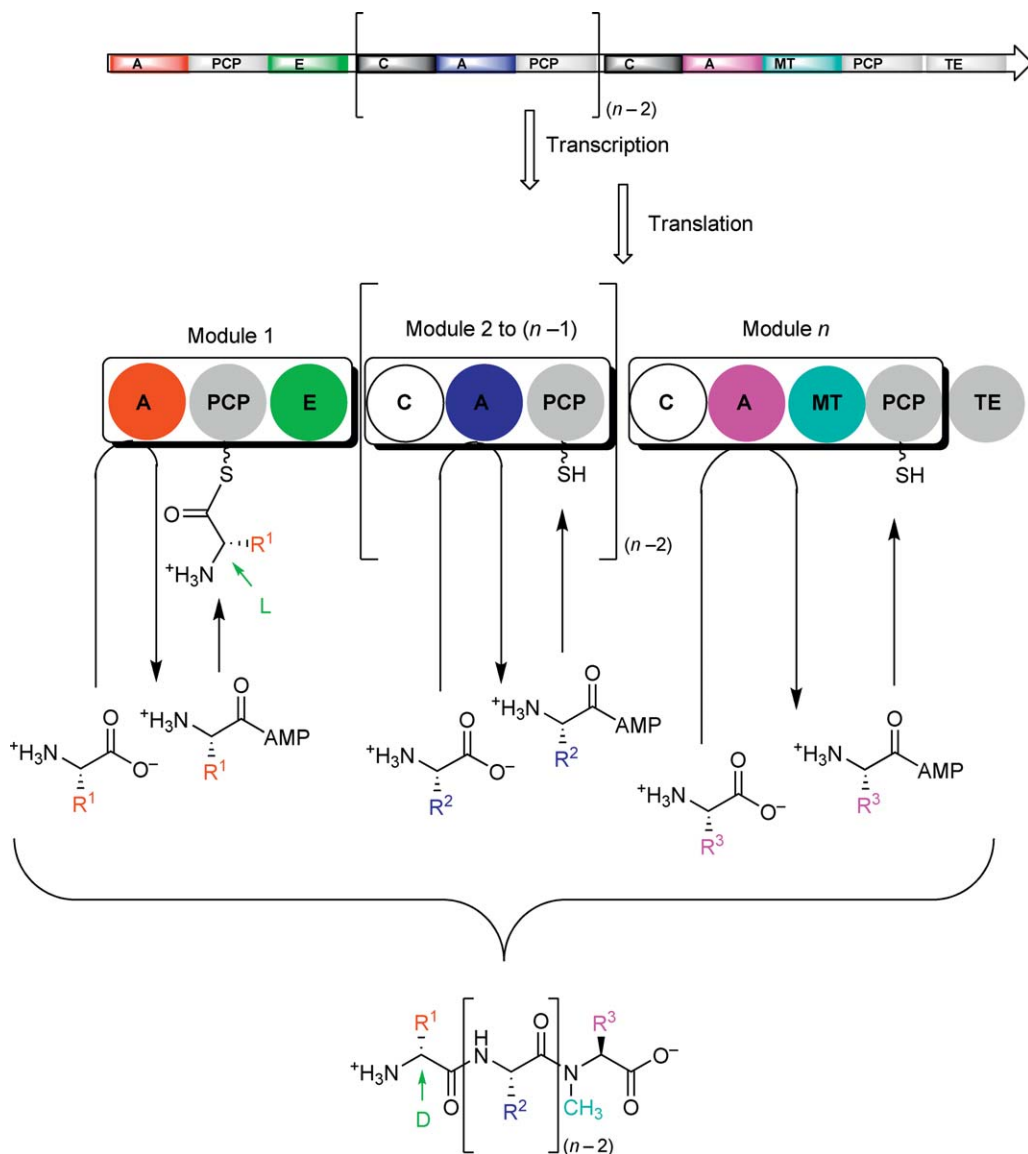 A PCP E C A PCP C A MT PCP TE
(n – 2)
Transcription
Translation
Module 1 Module 2 to (n –1) Module n
A PCP E C A PCP C A MT PCP TE
S SH SH
(n –2)
O R¹
⁺H₃N
L
⁺H₃N O O⁻ R¹
⁺H₃N O AMP R¹
⁺H₃N O O⁻ R²
⁺H₃N O AMP R²
⁺H₃N O O⁻ R³
⁺H₃N O AMP R³
R¹ H O R³
⁺H₃N N N O⁻
O R² CH₃ O
D
(n –2)